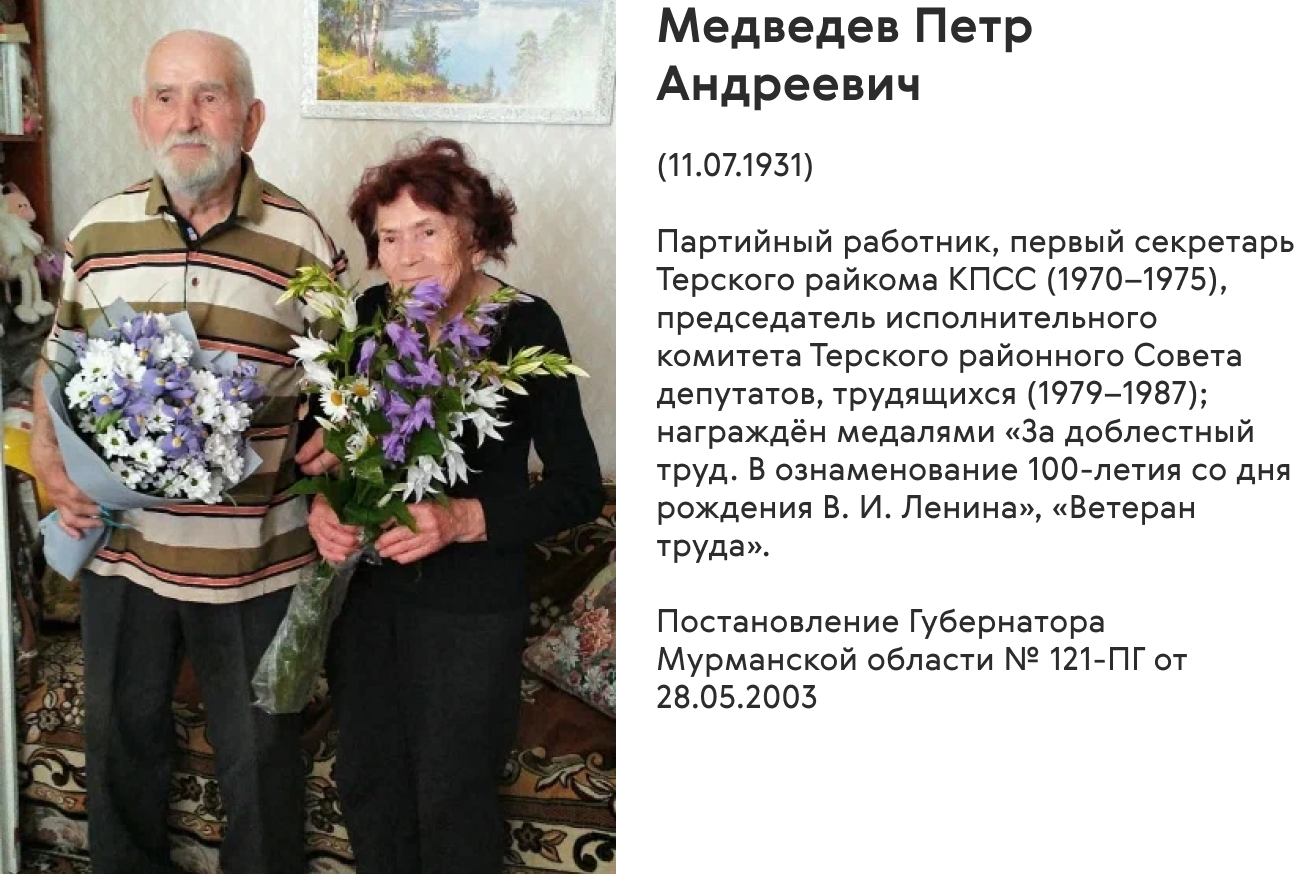 Медведев Петр
Андреевич
(11.07.1931)
Партийный работник, первый секретарь
Терского райкома КПСС (1970–1975),
председатель исполнительного
комитета Терского районного Совета
депутатов, трудящихся (1979–1987);
награждён медалями «За доблестный
труд. В ознаменование 100-летия со дня
рождения В. И. Ленина», «Ветеран
труда».
Постановление Губернатора
Мурманской области № 121-ПГ от
28.05.2003